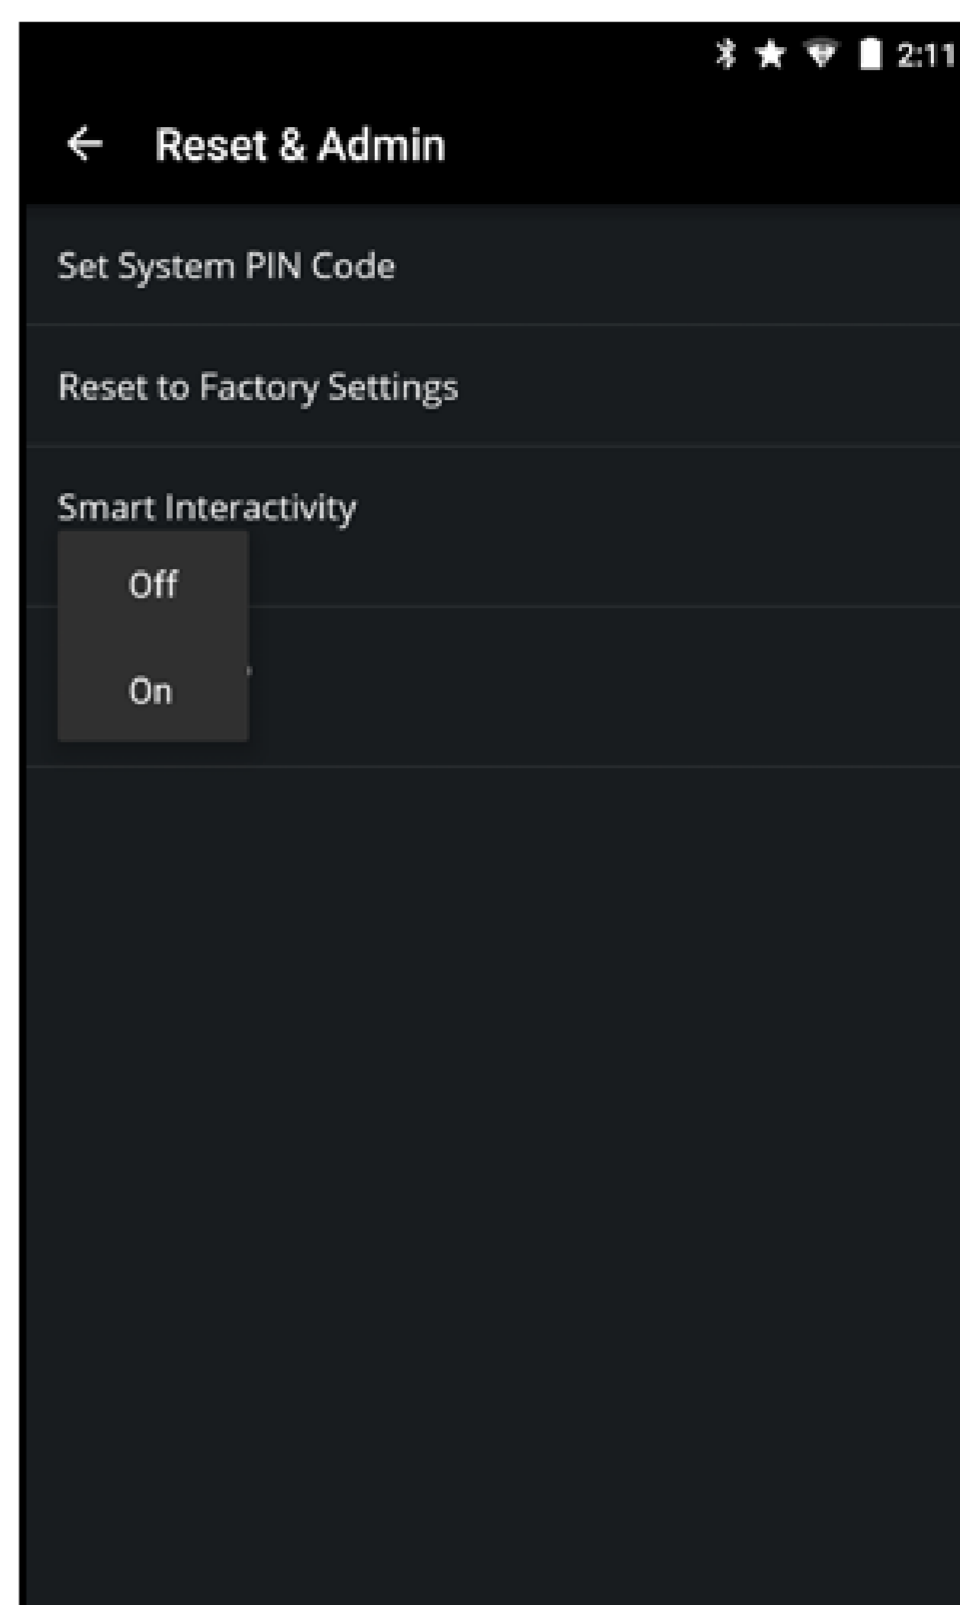 2:11
Reset & Admin
Set System PIN Code
Reset to Factory Settings
Smart Interactivity
Off
On